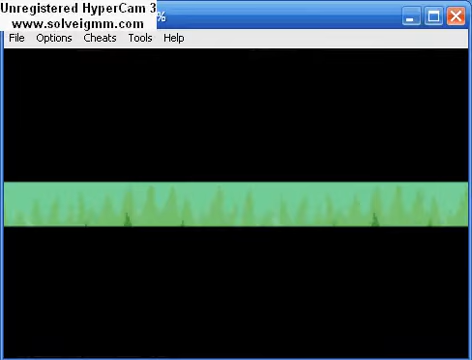 Unregistered HyperCam 3
www.solveigmm.com
%
File Options Cheats Tools Help